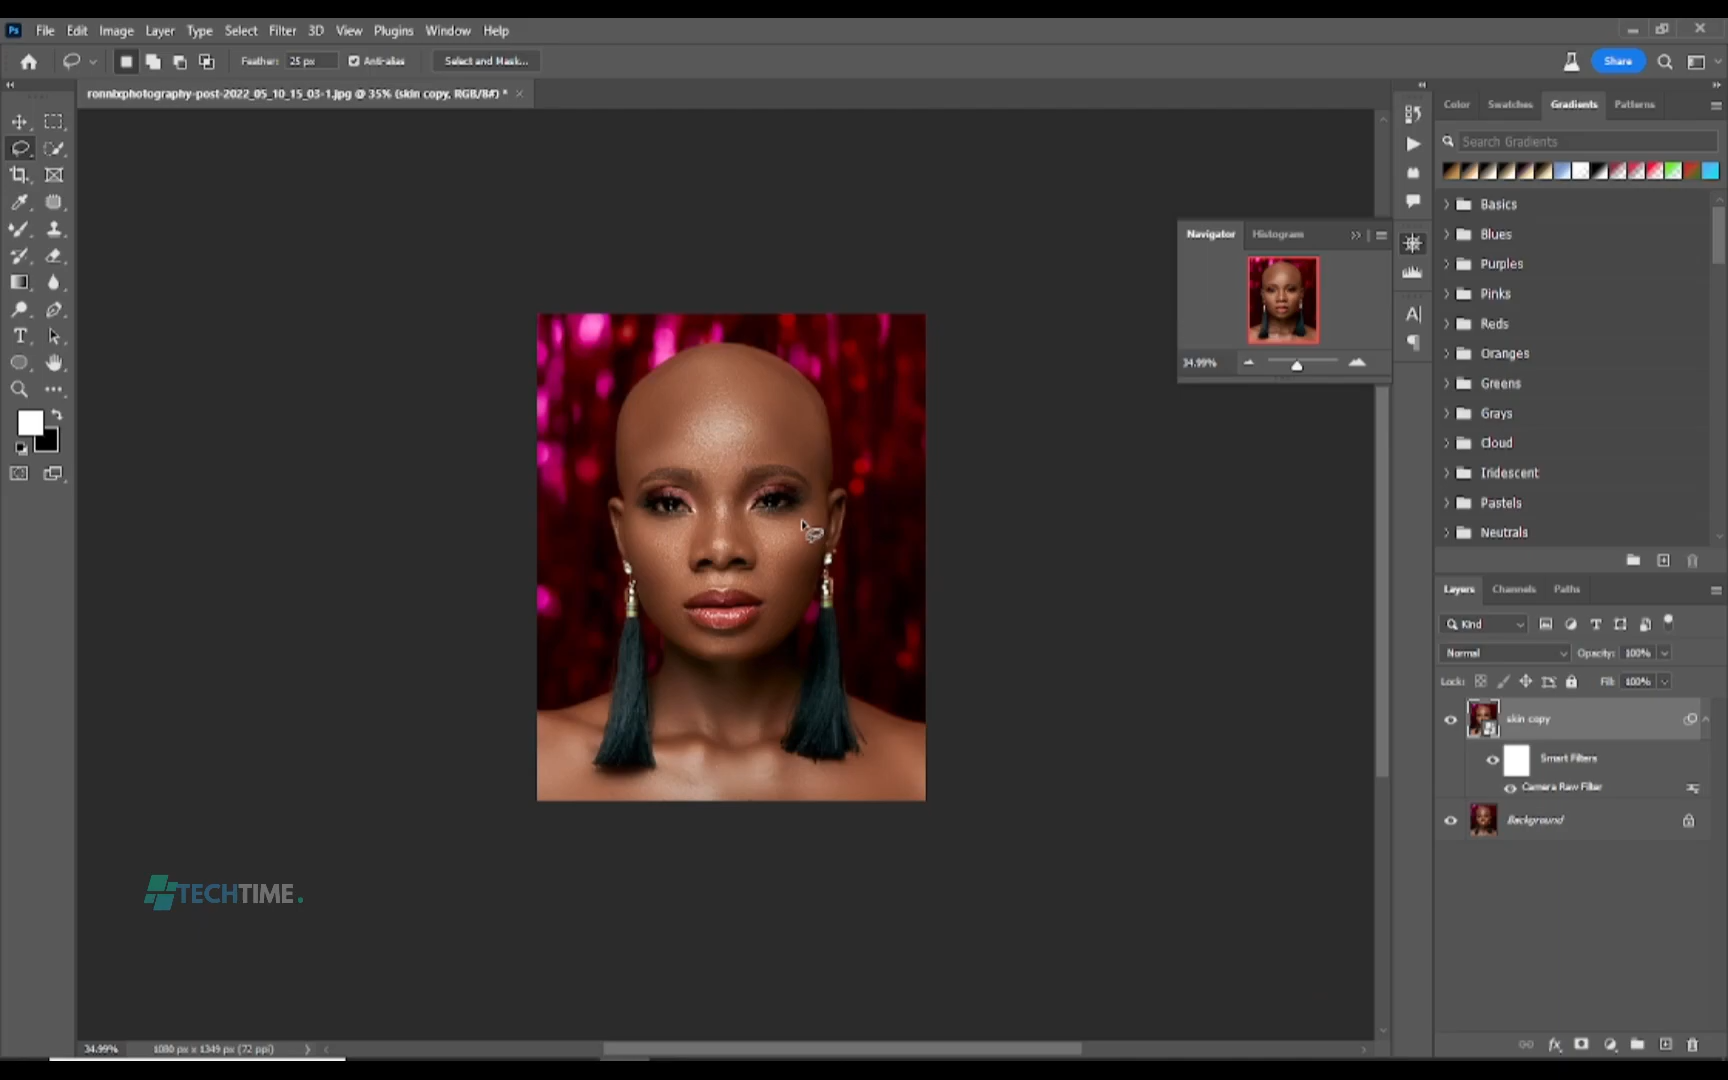 Ps File Edit Image Layer Type Select Filter 3D View Plugins Window Help
Feather: 25 px Anti-alias Select and Mask... Share
ronnixphotography-post-2022_05_10_15_03-1.jpg @ 35% (skin copy, RGB/8#) * ×
Color Swatches Gradients Patterns
Search Gradients
Basics
Blues
Purples
Pinks
Reds
Oranges
Greens
Grays
Cloud
Iridescent
Pastels
Neutrals
Navigator Histogram
34.99%
Layers Channels Paths
Kind
Normal Opacity: 100%
Lock: Fill: 100%
skin copy
Smart Filters
Camera Raw Filter
Background
TECHTIME.
34.99% 1080 px x 1349 px (72 ppi)